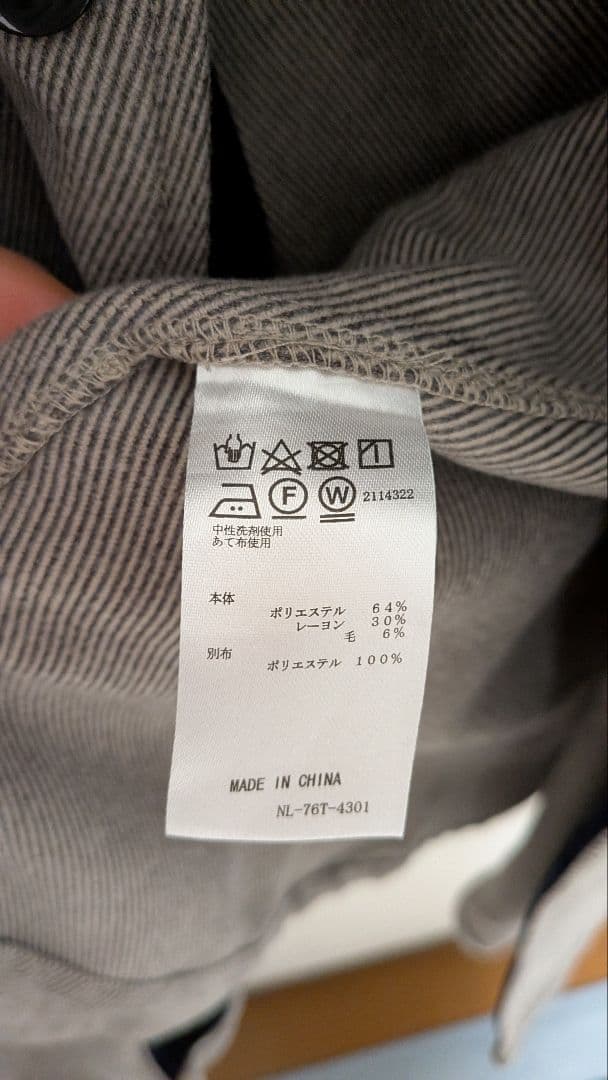 Ⓕ Ⓦ 2114322
中性洗剤使用
あて布使用
本体
ポリエステル 64%
レーヨン 30%
毛 6%
別布
ポリエステル 100%
MADE IN CHINA
NL-76T-4301